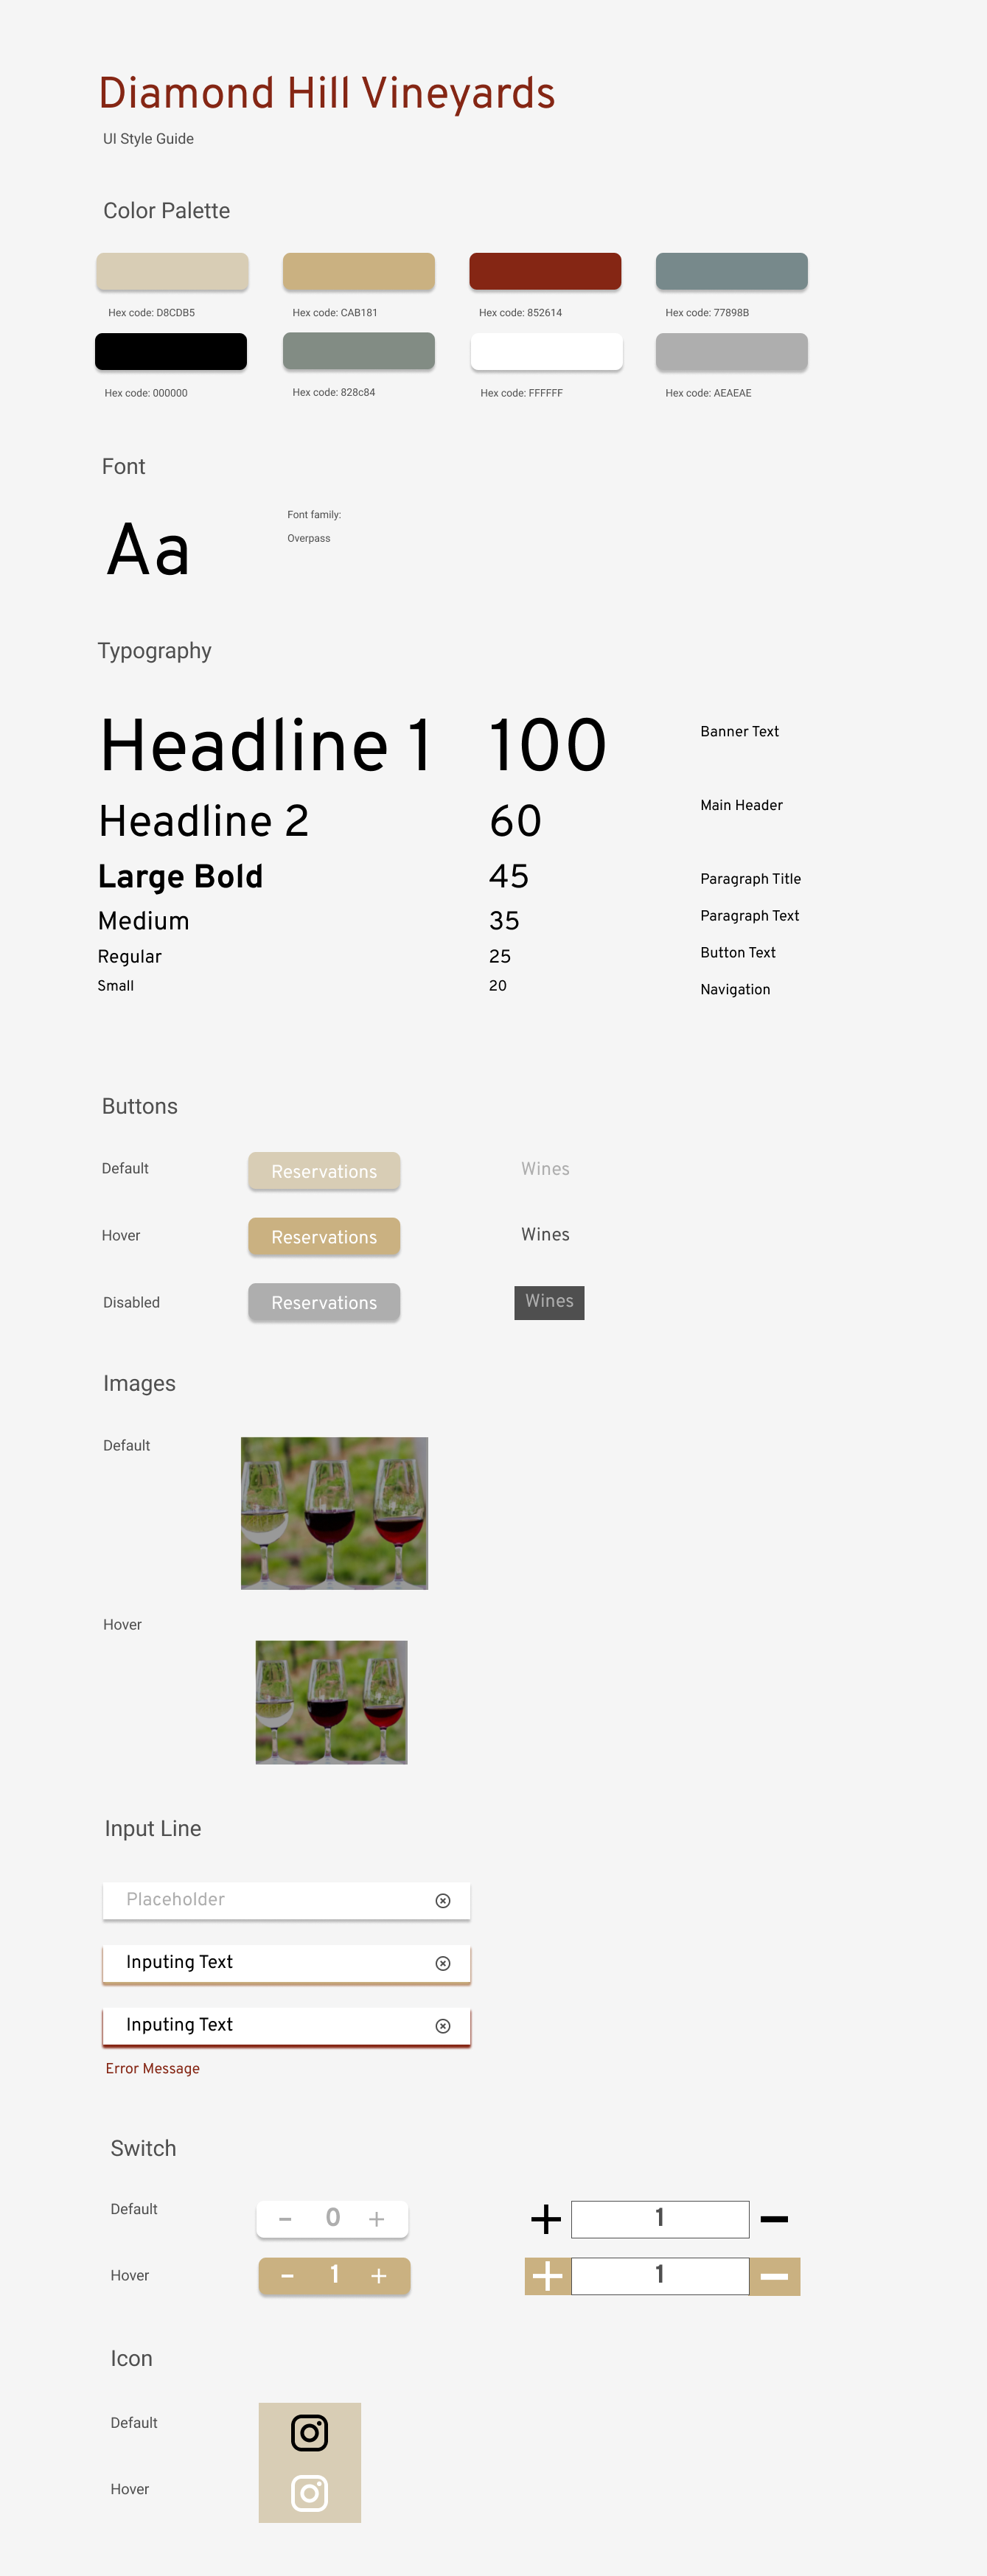 Diamond Hill Vineyards
UI Style Guide
Color Palette
Hex code: D8CDB5
Hex code: CAB181
Hex code: 852614
Hex code: 77898B
Hex code: 000000
Hex code: 828c84
Hex code: FFFFFF
Hex code: AEAEAE
Font
Aa
Font family:
Overpass
Typography
Headline 1 100 Banner Text
Headline 2 60 Main Header
Large Bold 45 Paragraph Title
Medium 35 Paragraph Text
Regular 25 Button Text
Small 20 Navigation
Buttons
Default Reservations Wines
Hover Reservations Wines
Disabled Reservations Wines
Images
Default
Hover
Input Line
Placeholder
Inputing Text
Inputing Text
Error Message
Switch
Default - 0 + + 1 -
Hover - 1 + + 1 -
Icon
Default
Hover